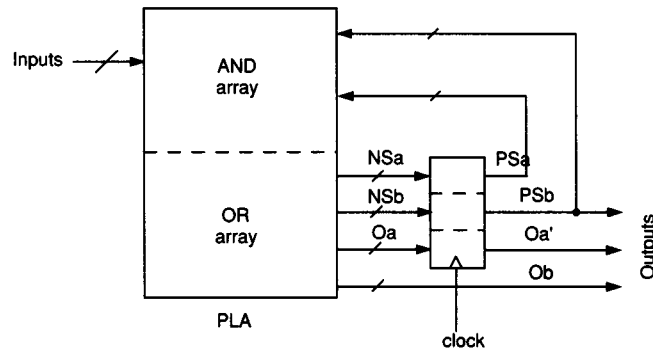 Inputs
AND
array
NSa
PSa
NSb
PSb
OR
array
Oa
Oa'
Ob
Outputs
PLA
clock